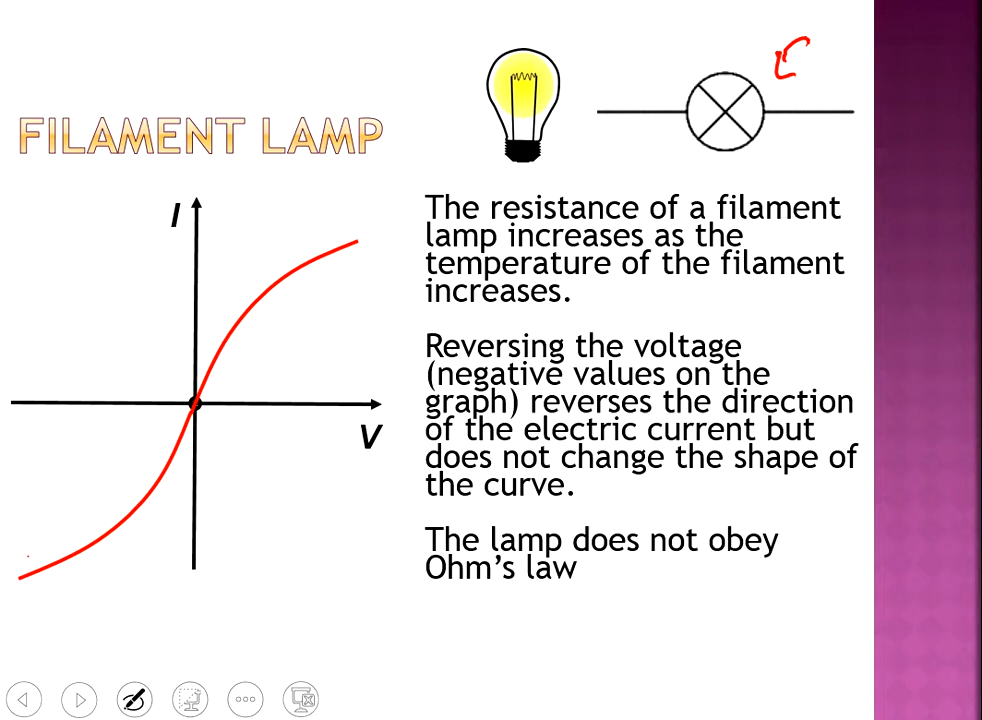 FILAMENT LAMP
I
V
The resistance of a filament
lamp increases as the
temperature of the filament
increases.
Reversing the voltage
(negative values on the
graph) reverses the direction
of the electric current but
does not change the shape of
the curve.
The lamp does not obey
Ohm’s law